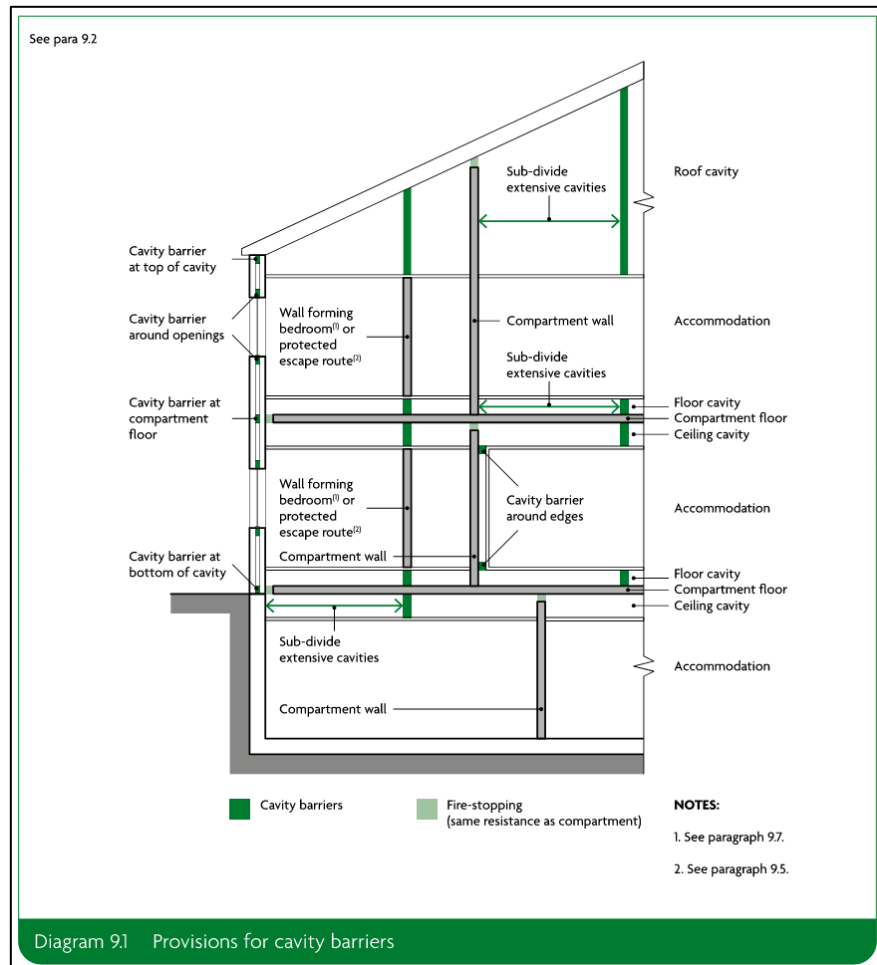 See para 9.2
Sub-divide
extensive cavities
Roof cavity
Cavity barrier
at top of cavity
Cavity barrier
around openings
Wall forming
bedroom⁽¹⁾ or
protected
escape route⁽²⁾
Compartment wall
Accommodation
Sub-divide
extensive cavities
Cavity barrier at
compartment
floor
Floor cavity
Compartment floor
Ceiling cavity
Wall forming
bedroom⁽¹⁾ or
protected
escape route⁽²⁾
Cavity barrier
around edges
Accommodation
Compartment wall
Cavity barrier at
bottom of cavity
Floor cavity
Compartment floor
Ceiling cavity
Sub-divide
extensive cavities
Accommodation
Compartment wall
Cavity barriers
Fire-stopping
(same resistance as compartment)
NOTES:
1. See paragraph 9.7.
2. See paragraph 9.5.
Diagram 9.1 Provisions for cavity barriers